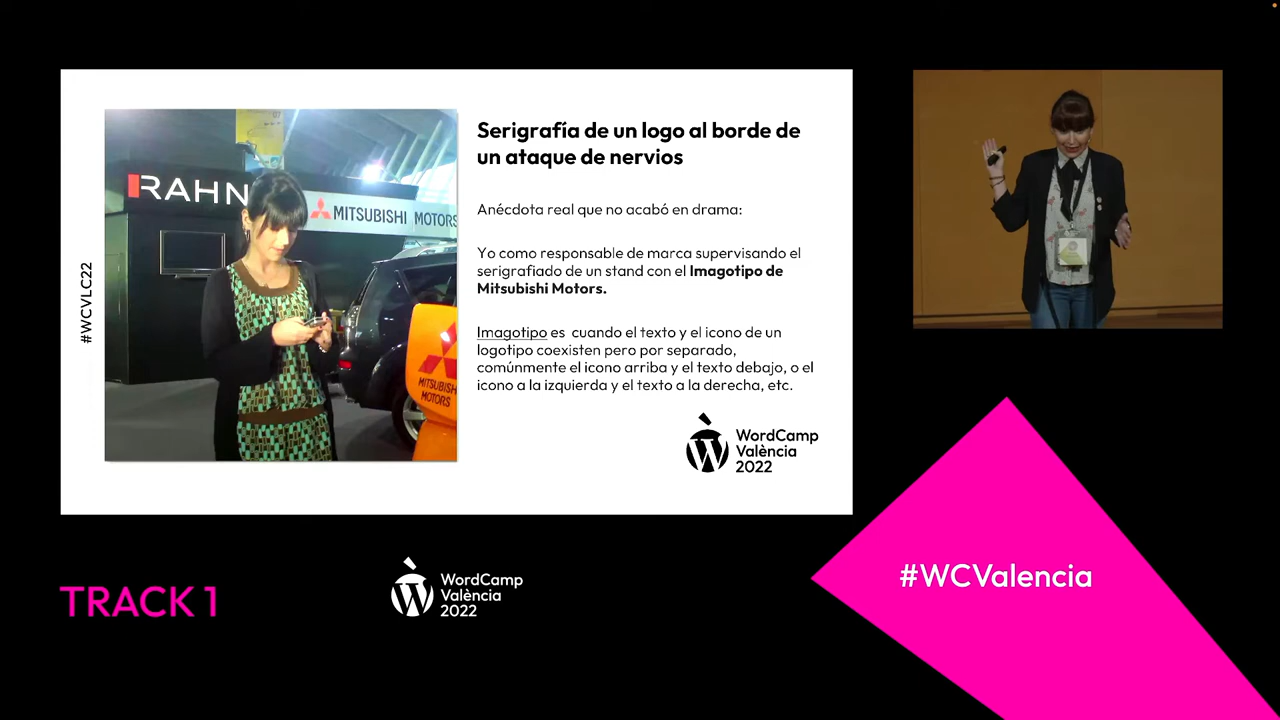 #WCVLC22
07
RAHN
MITSUBISHI MOTORS
MITSUBISHI
MOTORS
Serigrafía de un logo al borde de
un ataque de nervios
Anécdota real que no acabó en drama:
Yo como responsable de marca supervisando el
serigrafiado de un stand con el Imagotipo de
Mitsubishi Motors.
Imagotipo es cuando el texto y el icono de un
logotipo coexisten pero por separado,
comúnmente el icono arriba y el texto debajo, o el
icono a la izquierda y el texto a la derecha, etc.
WordCamp
València
2022
TRACK 1
WordCamp
València
2022
#WCValencia